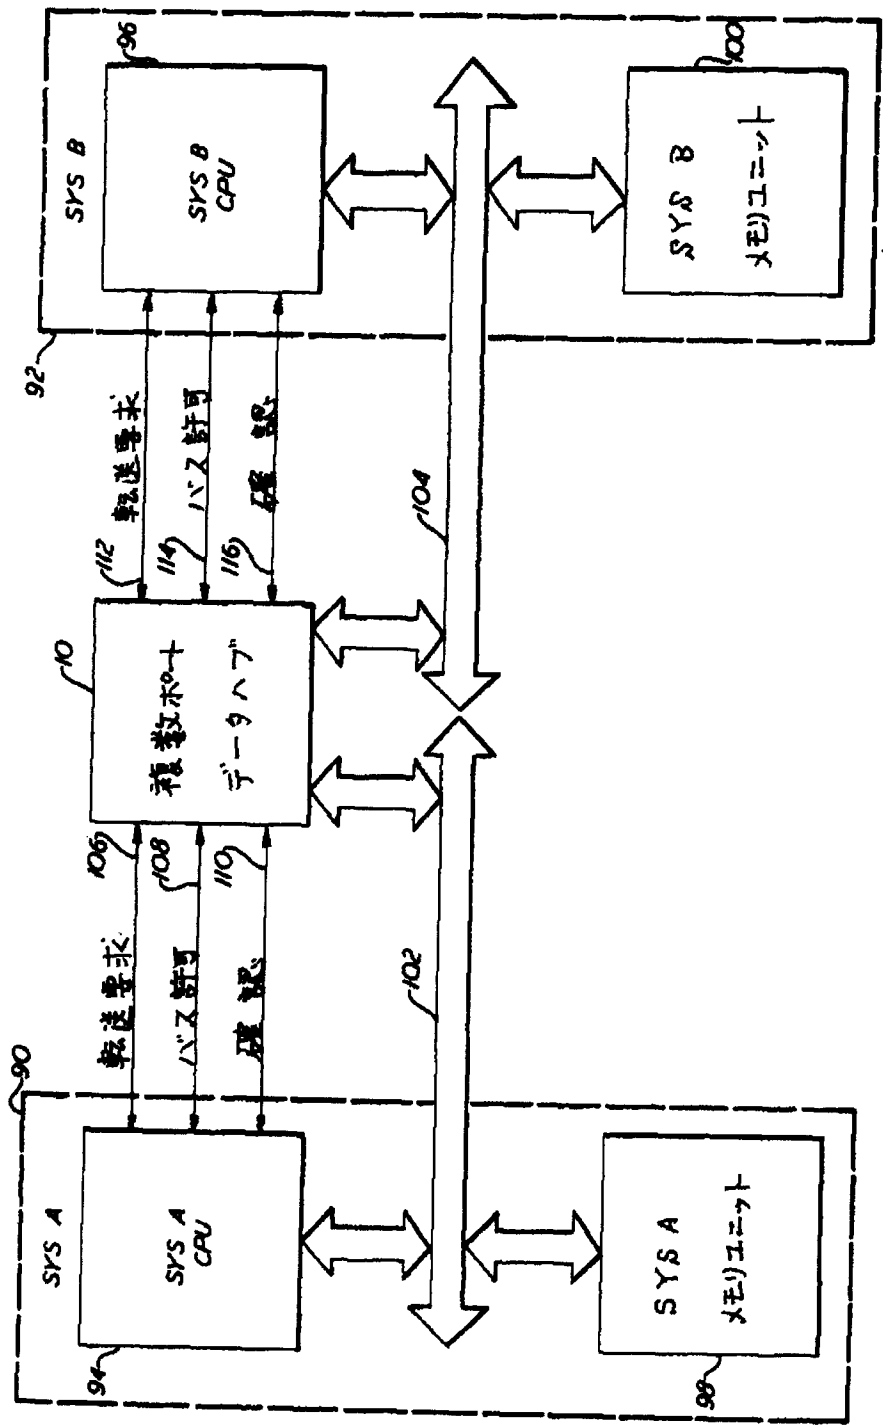 90
SYS A
94
SYS A
CPU
転送要求
106
バス許可
108
確認
110
10
複数ポート
データハブ
112
転送要求
114
バス許可
116
確認
92
SYS B
96
SYS B
CPU
102
104
98
SYS A
メモリユニット
100
SYS B
メモリユニット